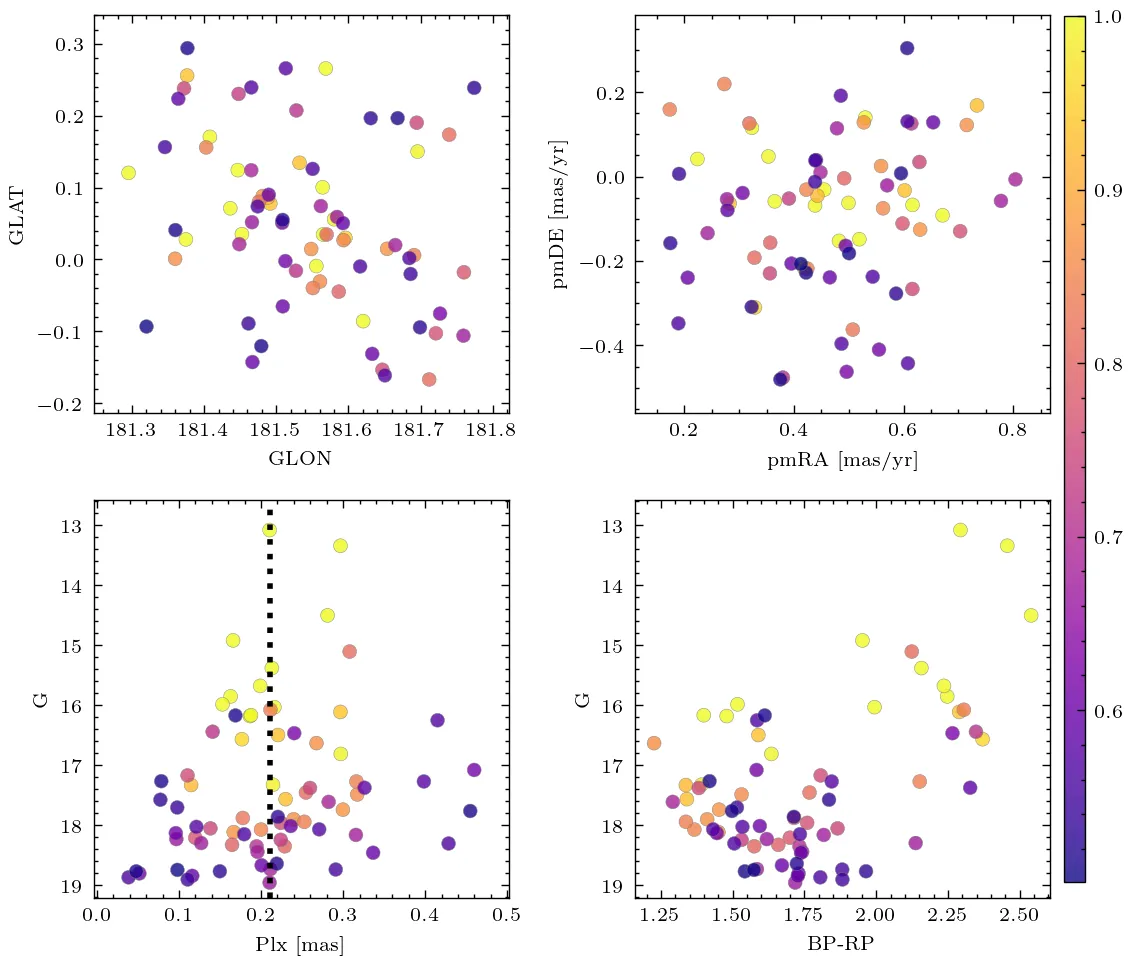 0.3
0.2
0.1
0.0
−0.1
−0.2
GLAT
181.3 181.4 181.5 181.6 181.7 181.8
GLON
0.2
0.0
−0.2
−0.4
pmDE [mas/yr]
0.2 0.4 0.6 0.8
pmRA [mas/yr]
1.0
0.9
0.8
0.7
0.6
13
14
15
16
17
18
19
G
0.0 0.1 0.2 0.3 0.4 0.5
Plx [mas]
13
14
15
16
17
18
19
G
1.25 1.50 1.75 2.00 2.25 2.50
BP-RP